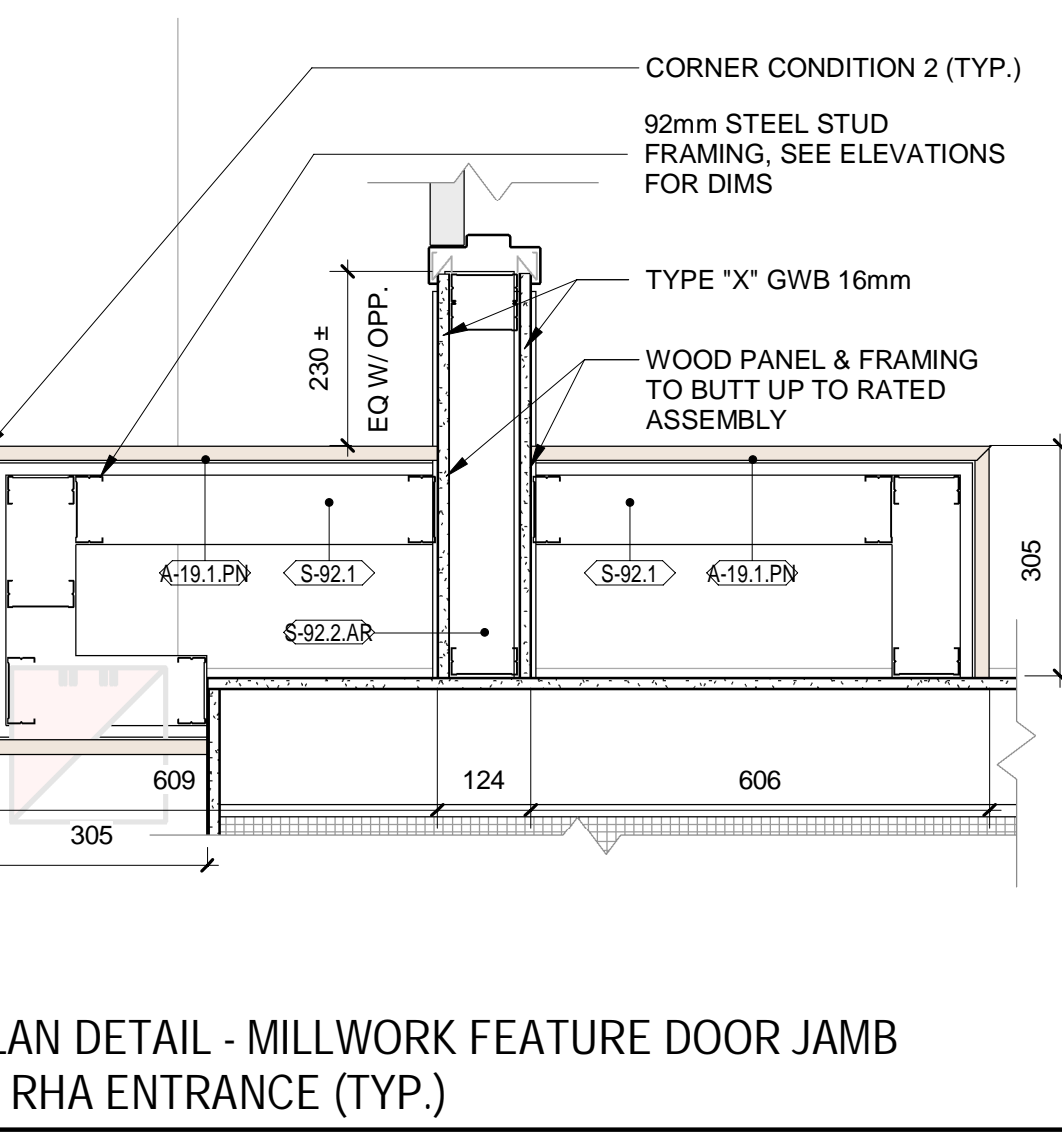 CORNER CONDITION 2 (TYP.)
92mm STEEL STUD
FRAMING, SEE ELEVATIONS
FOR DIMS
TYPE "X" GWB 16mm
WOOD PANEL & FRAMING
TO BUTT UP TO RATED
ASSEMBLY
230 ±
EQ W/ OPP.
A-19.1.PN
S-92.1
S-92.1
A-19.1.PN
305
S-92.2.AR
609
124
606
305
LAN DETAIL - MILLWORK FEATURE DOOR JAMB
RHA ENTRANCE (TYP.)